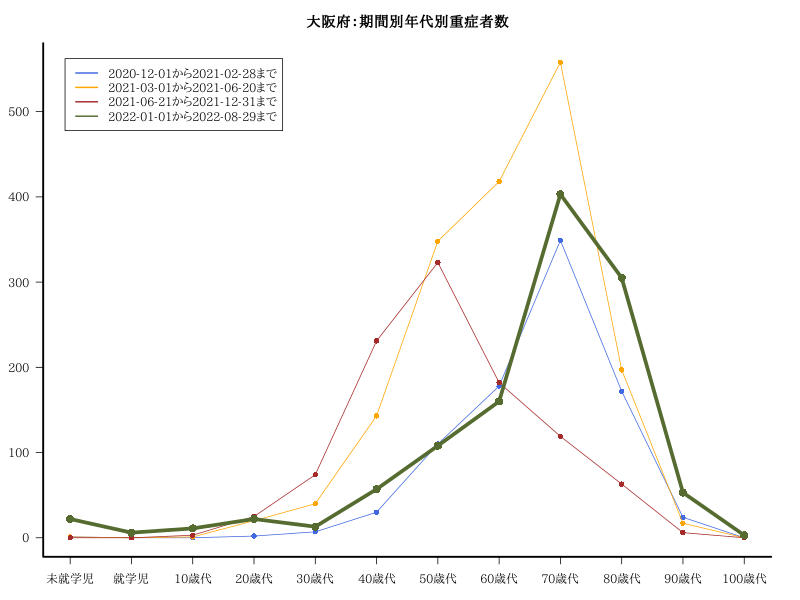 大阪府：期間別年代別重症者数
2020-12-01から2021-02-28まで
2021-03-01から2021-06-20まで
2021-06-21から2021-12-31まで
2022-01-01から2022-08-29まで
500
400
300
200
100
0
未就学児 就学児 10歳代 20歳代 30歳代 40歳代 50歳代 60歳代 70歳代 80歳代 90歳代 100歳代